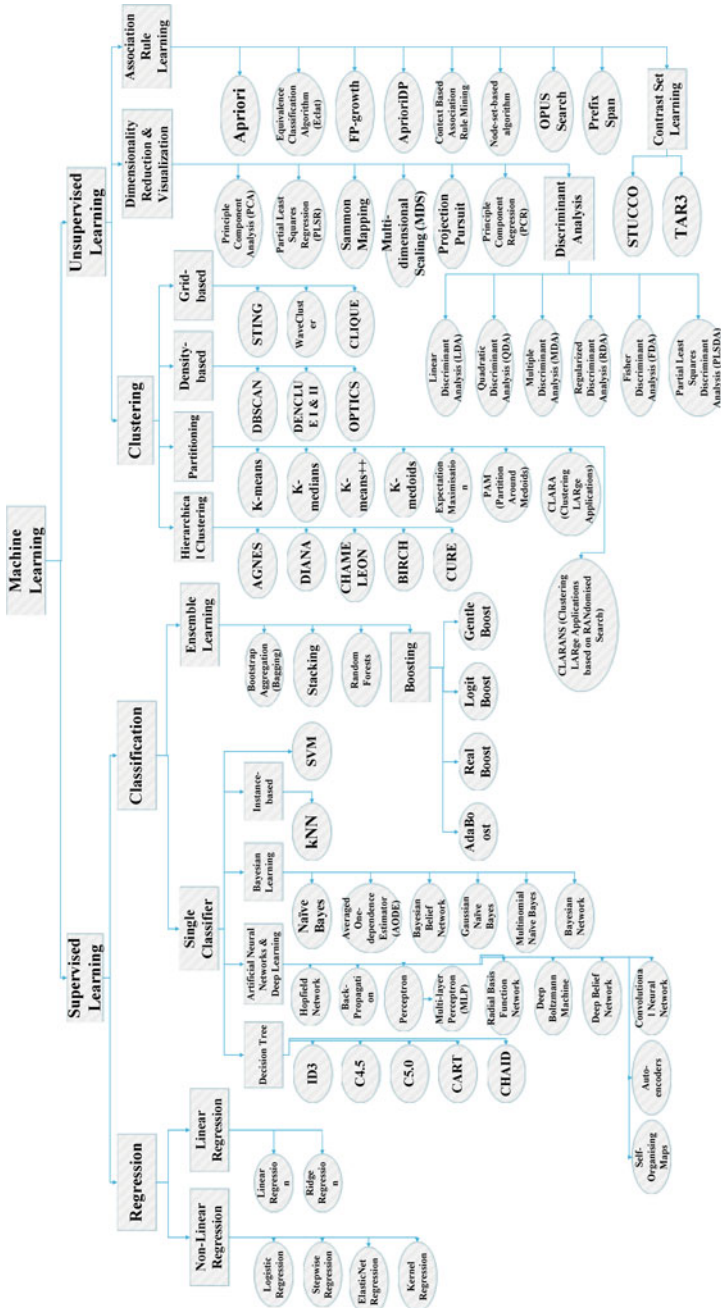 Machine
Learning
Supervised
Learning
Unsupervised
Learning
Regression
Classification
Clustering
Dimensionality
Reduction &
Visualization
Association
Rule
Learning
Non-Linear
Regression
Linear
Regression
Logistic
Regression
Stepwise
Regression
ElasticNet
Regression
Kernel
Regression
Linear
Regressio
n
Ridge
Regressio
n
Single
Classifier
Ensemble
Learning
Decision Tree
Artificial Neural
Networks &
Deep Learning
Bayesian
Learning
Instance-
based
SVM
ID3
C4.5
C5.0
CART
CHAID
Hopfield
Network
Back-
Propagati
on
Perceptron
Multi-layer
Perceptron
(MLP)
Radial Basis
Function
Network
Deep
Boltzmann
Machine
Deep Belief
Network
Convolutiona
l Neural
Network
Auto-
encoders
Self-
Organising
Maps
Naïve
Bayes
Averaged
One-
dependence
Estimator
(AODE)
Bayesian
Belief
Network
Gaussian
Naïve
Bayes
Multinomial
Naïve Bayes
Bayesian
Network
kNN
Bootstrap
Aggregation
(Bagging)
Stacking
Random
Forests
Boosting
AdaBo
ost
Real
Boost
Logit
Boost
Gentle
Boost
Hierarchica
l Clustering
Partitioning
Density-
based
Grid-
based
AGNES
DIANA
CHAME
LEON
BIRCH
CURE
K-means
K-
medians
K-
means++
K-
medoids
Expectation
Maximisatio
n
PAM
(Partition
Around
Medoids)
CLARA
(Clustering
LARge
Applications)
CLARANS (Clustering
LARge Applications
based on RANdomised
Search)
DBSCAN
DENCLU
E I & II
OPTICS
STING
WaveClust
er
CLIQUE
Principle
Component
Analysis (PCA)
Partial Least
Squares
Regression
(PLSR)
Sammon
Mapping
Multi-
dimensional
Scaling (MDS)
Projection
Pursuit
Principle
Component
Regression
(PCR)
Discriminant
Analysis
Linear
Discriminant
Analysis (LDA)
Quadratic
Discriminant
Analysis (QDA)
Multiple
Discriminant
Analysis (MDA)
Regularized
Discriminant
Analysis (RDA)
Fisher
Discriminant
Analysis (FDA)
Partial Least
Squares
Discriminant
Analysis (PLSDA)
Apriori
Equivalence
Classification
Algorithm
(Eclat)
FP-growth
AprioriDP
Context Based
Association
Rule Mining
Node-set-based
algorithm
OPUS
Search
Prefix
Span
Contrast Set
Learning
STUCCO
TAR3